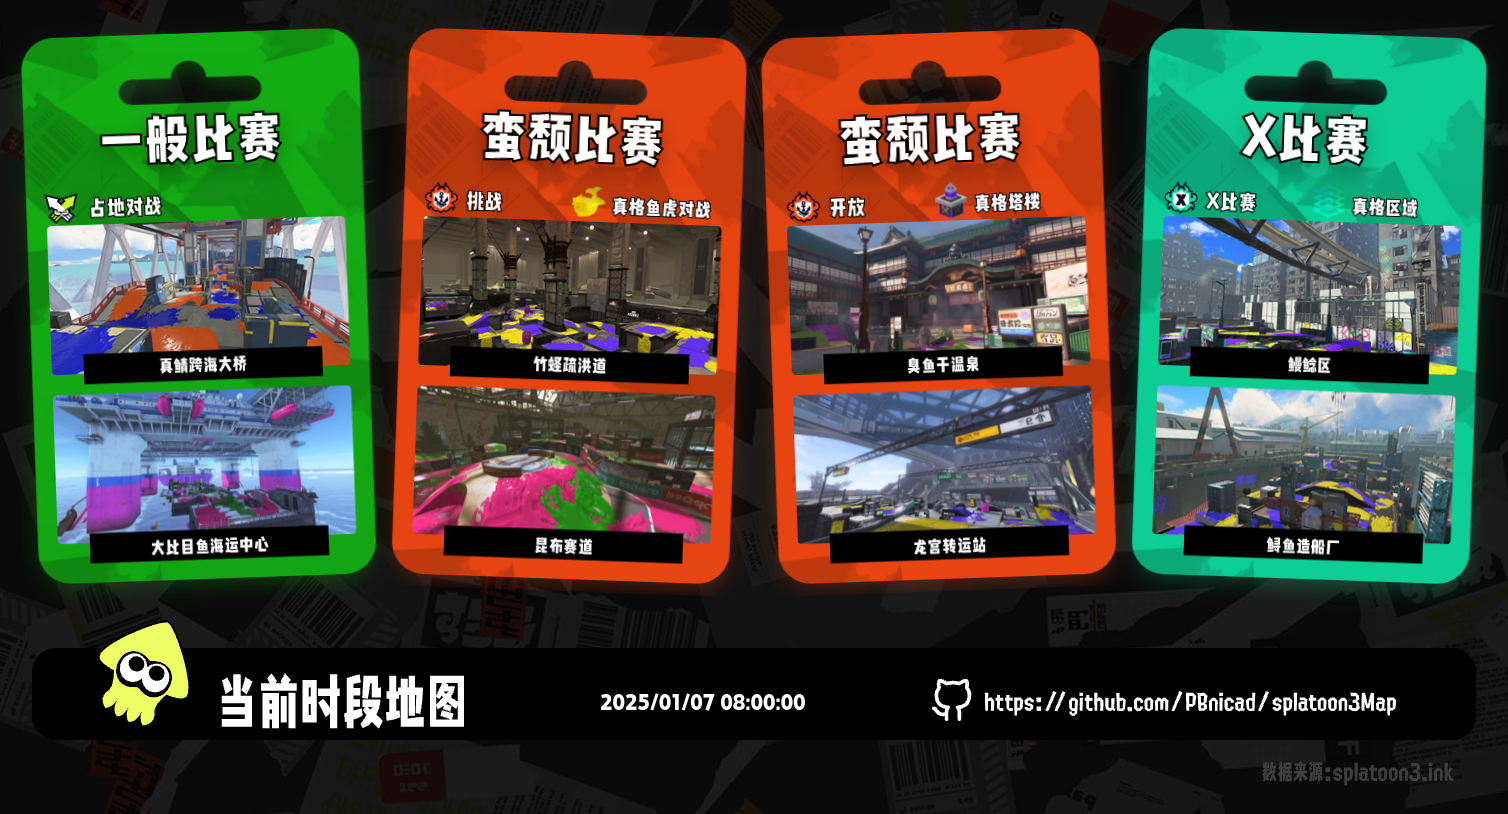 一般比赛
占地对战
真鲭跨海大桥
大比目鱼海运中心
蛮颓比赛
挑战
真格鱼虎对战
竹蛏疏洪道
昆布赛道
蛮颓比赛
开放
真格塔楼
臭鱼干温泉
龙宫转运站
X比赛
X比赛
真格区域
鳗鲶区
鲟鱼造船厂
当前时段地图
2025/01/07 08:00:00
https://github.com/PBnicad/splatoon3Map
数据来源:splatoon3.ink